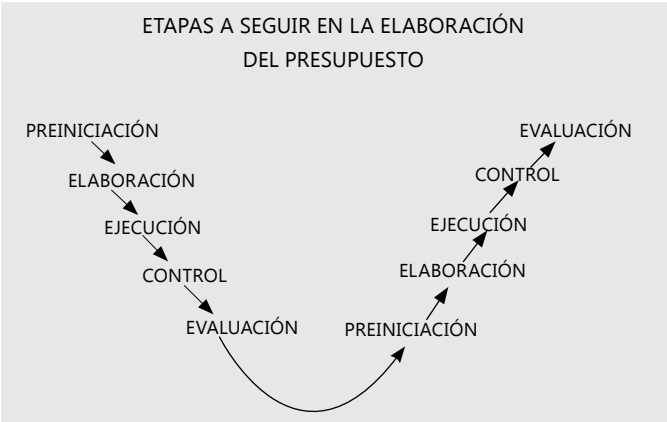 ETAPAS A SEGUIR EN LA ELABORACIÓN
DEL PRESUPUESTO
PREINICIACIÓN
ELABORACIÓN
EJECUCIÓN
CONTROL
EVALUACIÓN
PREINICIACIÓN
ELABORACIÓN
EJECUCIÓN
CONTROL
EVALUACIÓN